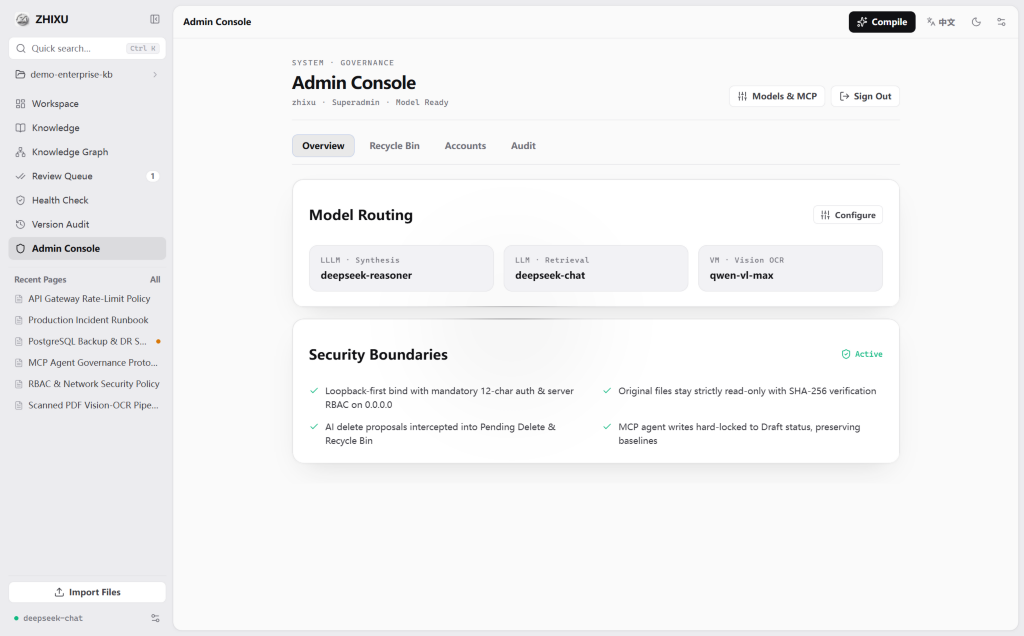 ZHIXU
Quick search...
Ctrl K
demo-enterprise-kb
Workspace
Knowledge
Knowledge Graph
Review Queue
1
Health Check
Version Audit
Admin Console
Recent Pages
All
API Gateway Rate-Limit Policy
Production Incident Runbook
PostgreSQL Backup & DR S...
MCP Agent Governance Proto...
RBAC & Network Security Policy
Scanned PDF Vision-OCR Pipe...
Import Files
deepseek-chat
Admin Console
Compile
中文
SYSTEM · GOVERNANCE
Admin Console
zhixu · Superadmin · Model Ready
Models & MCP
Sign Out
Overview
Recycle Bin
Accounts
Audit
Model Routing
Configure
LLLM · Synthesis
deepseek-reasoner
LLM · Retrieval
deepseek-chat
VM · Vision OCR
qwen-vl-max
Security Boundaries
Active
Loopback-first bind with mandatory 12-char auth & server
RBAC on 0.0.0.0
Original files stay strictly read-only with SHA-256 verification
AI delete proposals intercepted into Pending Delete &
Recycle Bin
MCP agent writes hard-locked to Draft status, preserving
baselines